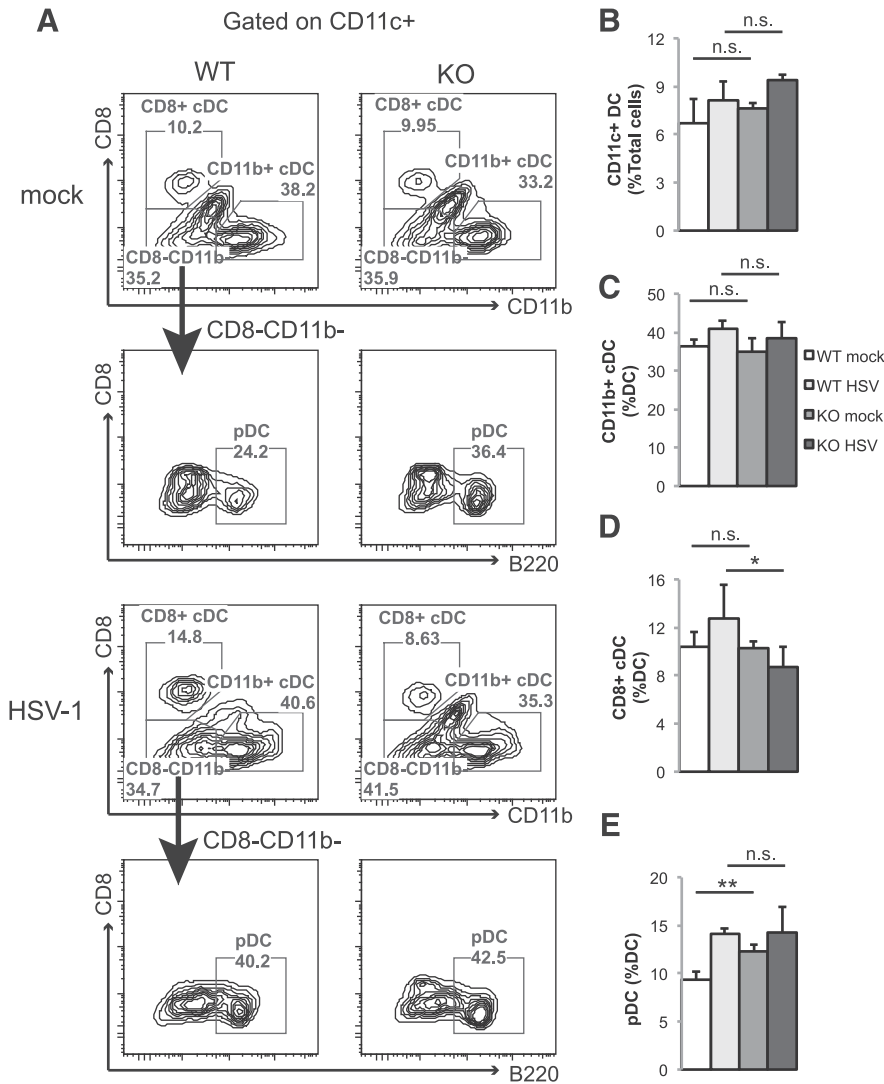 A
Gated on CD11c+
WT
KO
mock
CD8
CD8+ cDC
10.2
CD11b+ cDC
38.2
CD8-CD11b-
35.2
CD8+ cDC
9.95
CD11b+ cDC
33.2
CD8-CD11b-
35.9
CD11b
CD8-CD11b-
CD8
pDC
24.2
pDC
36.4
B220
HSV-1
CD8
CD8+ cDC
14.8
CD11b+ cDC
40.6
CD8-CD11b-
34.7
CD8+ cDC
8.63
CD11b+ cDC
35.3
CD8-CD11b-
41.5
CD11b
CD8-CD11b-
CD8
pDC
40.2
pDC
42.5
B220
B
n.s.
n.s.
CD11c+ DC
(%Total cells)
12
9
6
3
0
C
n.s.
n.s.
CD11b+ cDC
(%DC)
50
40
30
20
10
0
WT mock
WT HSV
KO mock
KO HSV
D
n.s.
*
CD8+ cDC
(%DC)
16
12
8
4
0
E
n.s.
**
pDC (%DC)
20
15
10
5
0